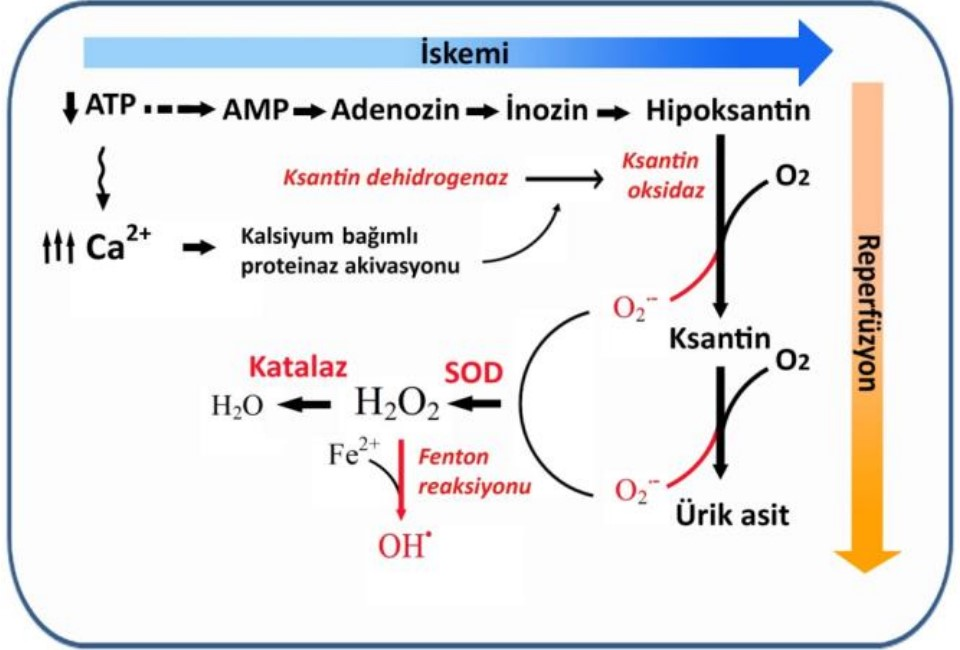 İskemi
ATP AMP Adenozin İnozin Hipoksantin
Ksantin dehidrogenaz
Ksantin
oksidaz
O₂
Ca²⁺
Kalsiyum bağımlı
proteinaz akivasyonu
Reperfüzyon
O₂˙⁻
Ksantin
O₂
Katalaz
SOD
H₂O
H₂O₂
Fe²⁺
Fenton
reaksiyonu
O₂˙⁻
Ürik asit
OH˙